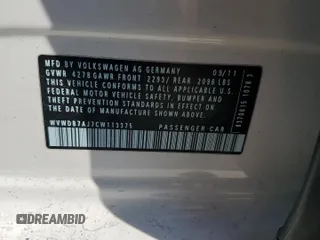 MFD BY VOLKSWAGEN AG GERMANY 09/11
GVWR 4278 GAWR FRONT 2293/REAR 2096 LBS
THIS VEHICLE CONFORMS TO ALL APPLICABLE
FEDERAL MOTOR VEHICLE SAFETY, BUMPER AND
THEFT PREVENTION STANDARDS IN EFFECT ON THE
DATE OF MANUFACTURE SHOWN ABOVE.
WVWDB7AJ7CW113375 PASSENGER CAR
DREAMBID